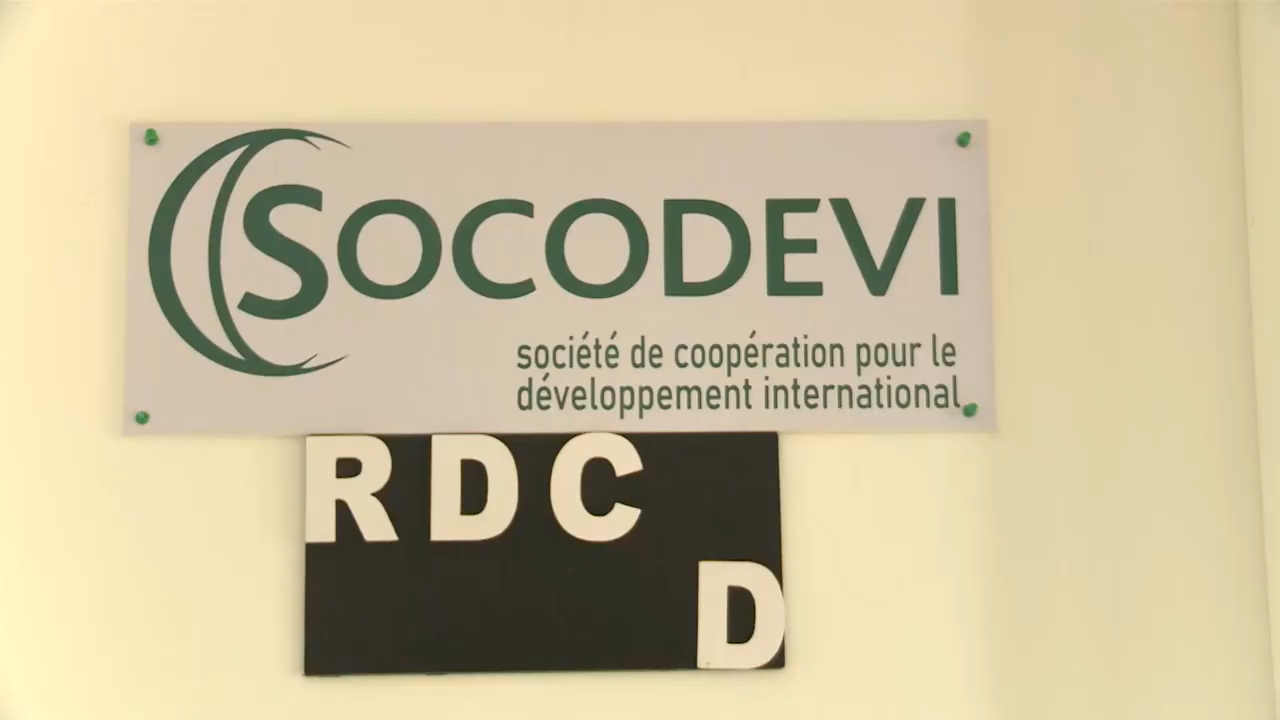 SOCODEVI
société de coopération pour le
développement international
RDC
D